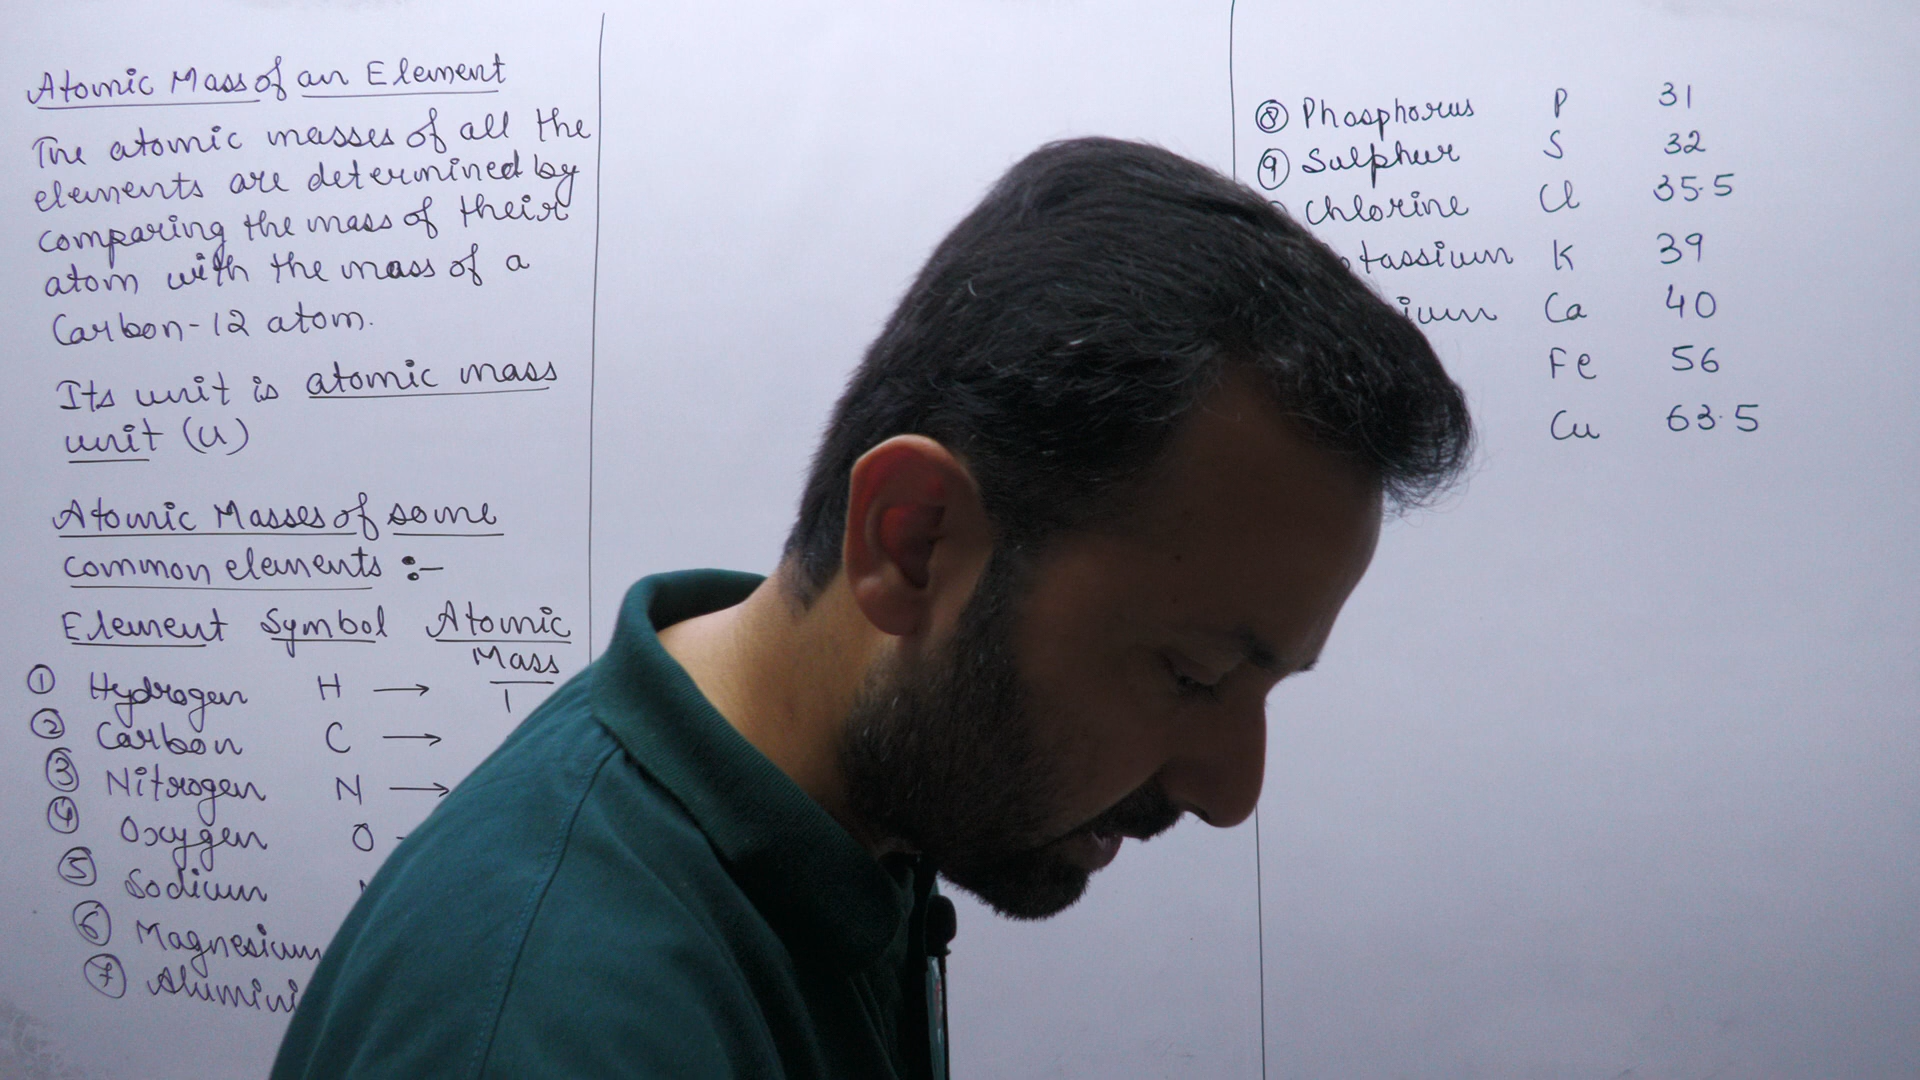 Atomic Mass of an Element
The atomic masses of all the
elements are determined by
comparing the mass of their
atom with the mass of a
Carbon-12 atom.
Its unit is atomic mass
unit (u)
Atomic Masses of some
common elements :-
Element Symbol Atomic
Mass
① Hydrogen H → 1
② Carbon C →
③ Nitrogen N →
④ Oxygen O
⑤ Sodium
⑥ Magnesium
⑦
⑧ Phosphorus P 31
⑨ Sulphur S 32
Chlorine Cl 35.5
K 39
Ca 40
Fe 56
Cu 63.5